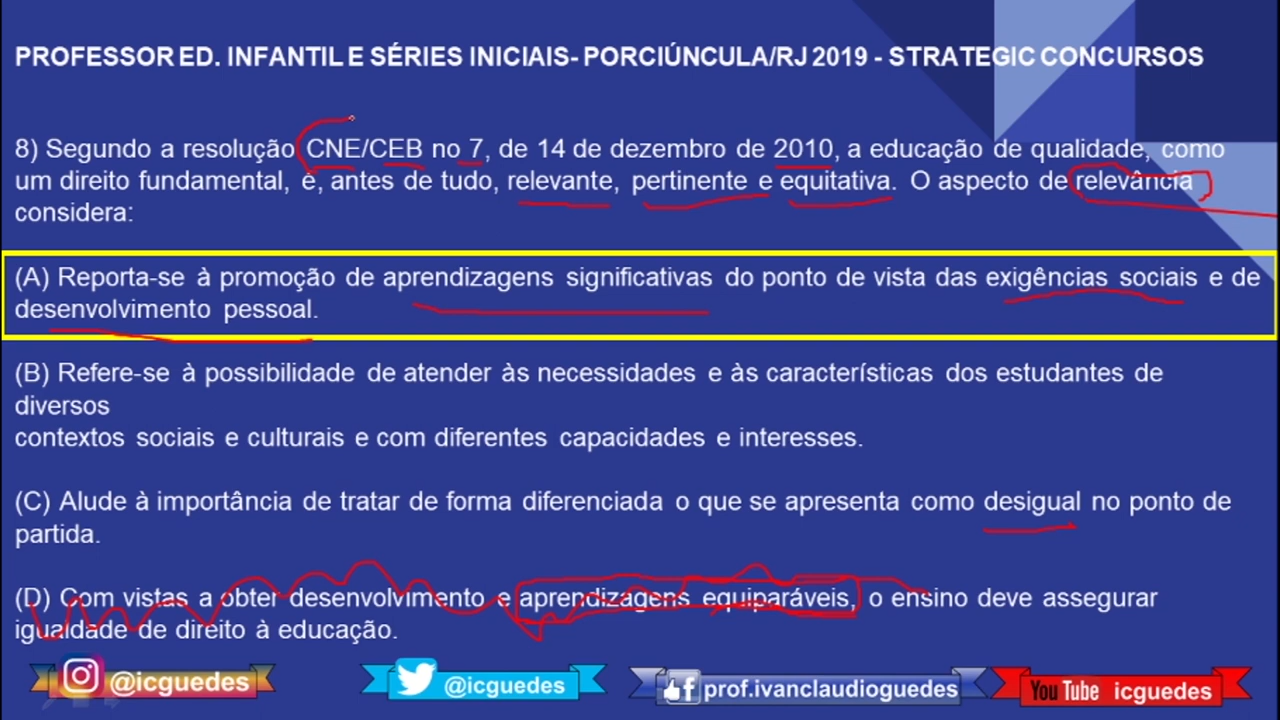 PROFESSOR ED. INFANTIL E SÉRIES INICIAIS- PORCIÚNCULA/RJ 2019 - STRATEGIC CONCURSOS
8) Segundo a resolução CNE/CEB no 7, de 14 de dezembro de 2010, a educação de qualidade, como
um direito fundamental, é, antes de tudo, relevante, pertinente e equitativa. O aspecto de relevância
considera:
(A) Reporta-se à promoção de aprendizagens significativas do ponto de vista das exigências sociais e de
desenvolvimento pessoal.
(B) Refere-se à possibilidade de atender às necessidades e às características dos estudantes de
diversos
contextos sociais e culturais e com diferentes capacidades e interesses.
(C) Alude à importância de tratar de forma diferenciada o que se apresenta como desigual no ponto de
partida.
(D) Com vistas a obter desenvolvimento e aprendizagens equiparáveis, o ensino deve assegurar
igualdade de direito à educação.
@icguedes @icguedes prof.ivanclaudioguedes You Tube icguedes